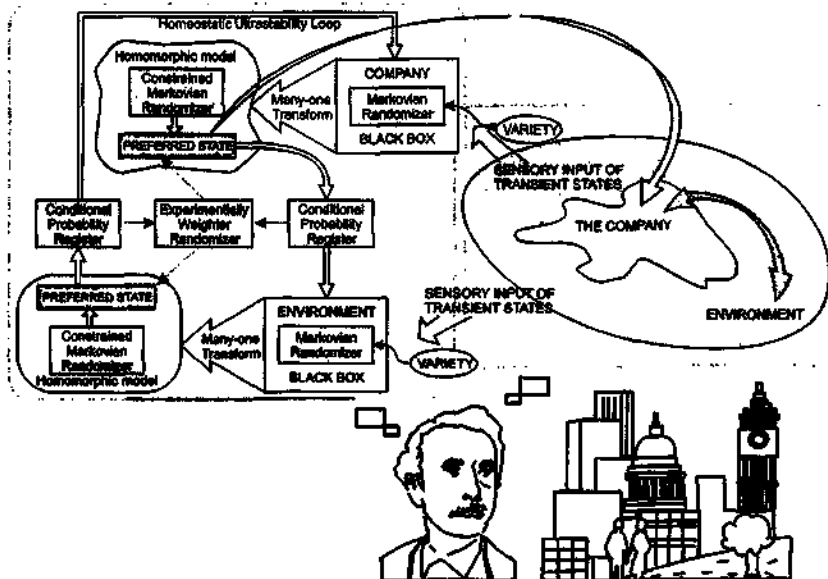 Homeostatic Ultrastability Loop
Homomorphic model
Constrained
Markovian
Randomizer
PREFERRED STATE
Many-one
Transform
COMPANY
Markovian
Randomizer
BLACK BOX
VARIETY
SENSORY INPUT OF
TRANSIENT STATES
THE COMPANY
ENVIRONMENT
Conditional
Probability
Register
Experimentistly
Weighter
Randomizer
Conditional
Probability
Register
PREFERRED STATE
Constrained
Markovian
Randomizer
Homomorphic model
Many-one
Transform
ENVIRONMENT
Markovian
Randomizer
BLACK BOX
SENSORY INPUT OF
TRANSIENT STATES
VARIETY